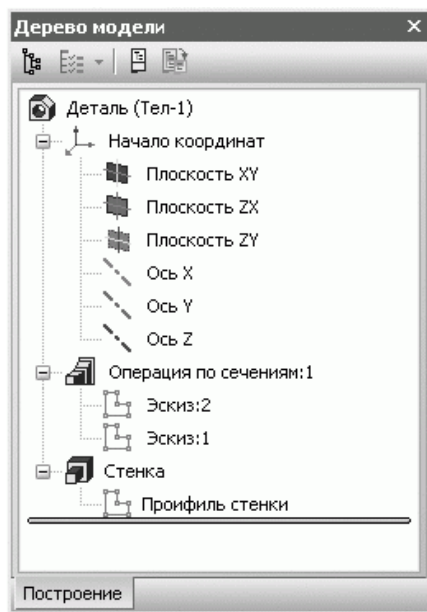 Дерево модели
Деталь (Тел-1)
Начало координат
Плоскость XY
Плоскость ZX
Плоскость ZY
Ось X
Ось Y
Ось Z
Операция по сечениям:1
Эскиз:2
Эскиз:1
Стенка
Проифиль стенки
Построение